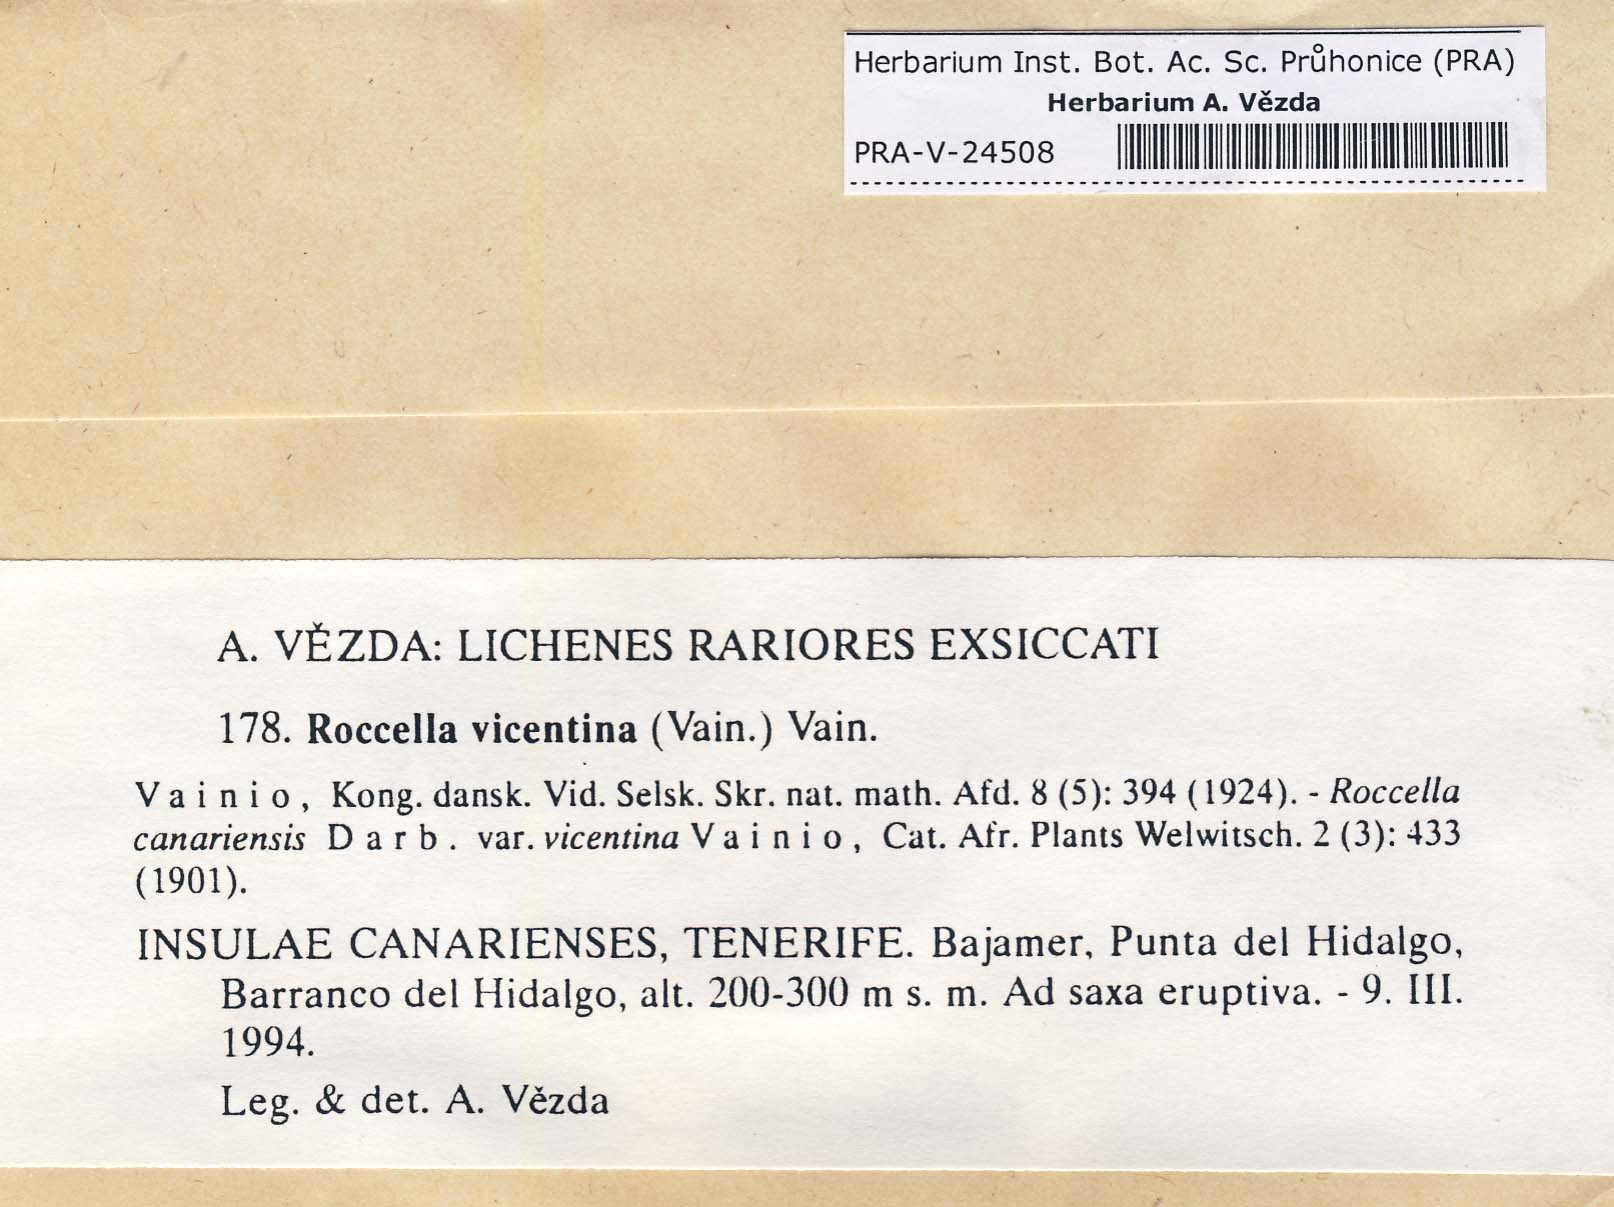 Herbarium Inst. Bot. Ac. Sc. Průhonice (PRA)
Herbarium A. Vězda
PRA-V-24508
A. VĚZDA: LICHENES RARIORES EXSICCATI
178. Roccella vicentina (Vain.) Vain.
Vainio, Kong. dansk. Vid. Selsk. Skr. nat. math. Afd. 8 (5): 394 (1924). - Roccella
canariensis Darb. var. vicentina Vainio, Cat. Afr. Plants Welwitsch. 2 (3): 433
(1901).
INSULAE CANARIENSES, TENERIFE. Bajamer, Punta del Hidalgo,
Barranco del Hidalgo, alt. 200-300 m s. m. Ad saxa eruptiva. - 9. III.
1994.
Leg. & det. A. Vězda